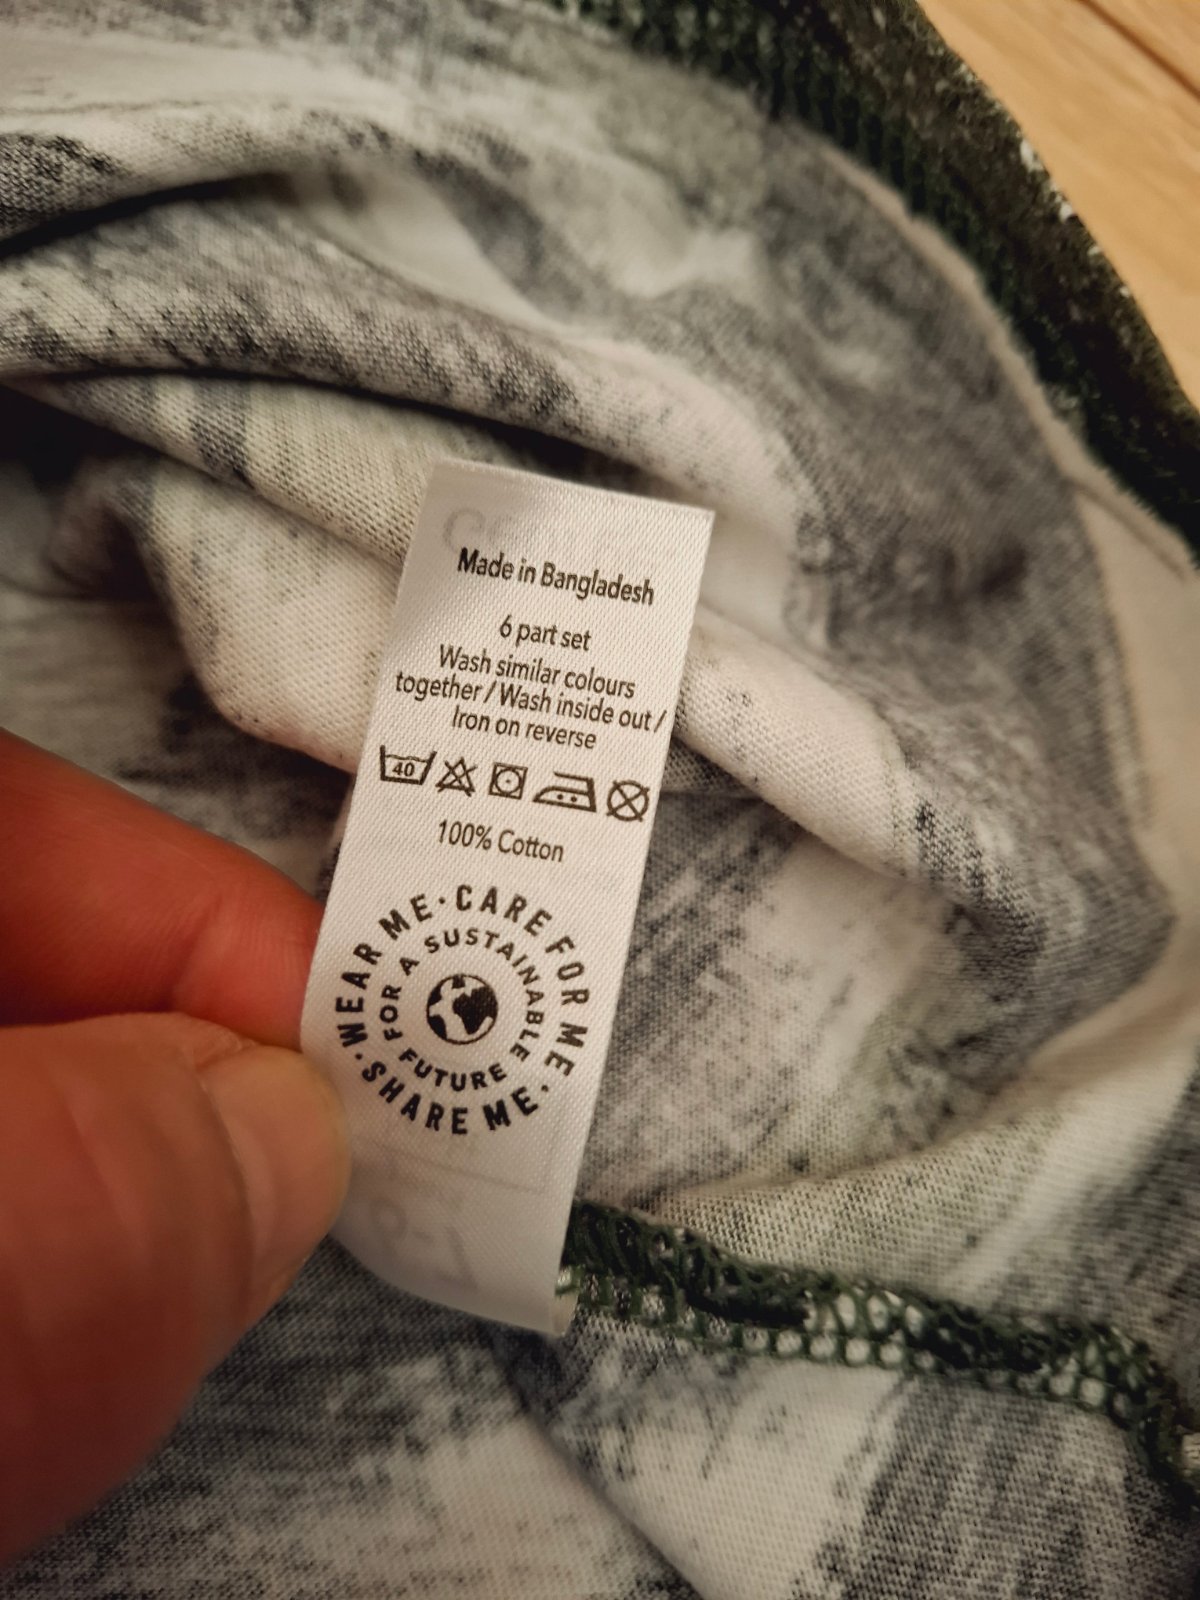 Made in Bangladesh
6 part set
Wash similar colours
together / Wash inside out /
Iron on reverse
40
100% Cotton
WEAR ME · CARE FOR ME · SHARE ME ·
FOR A SUSTAINABLE FUTURE